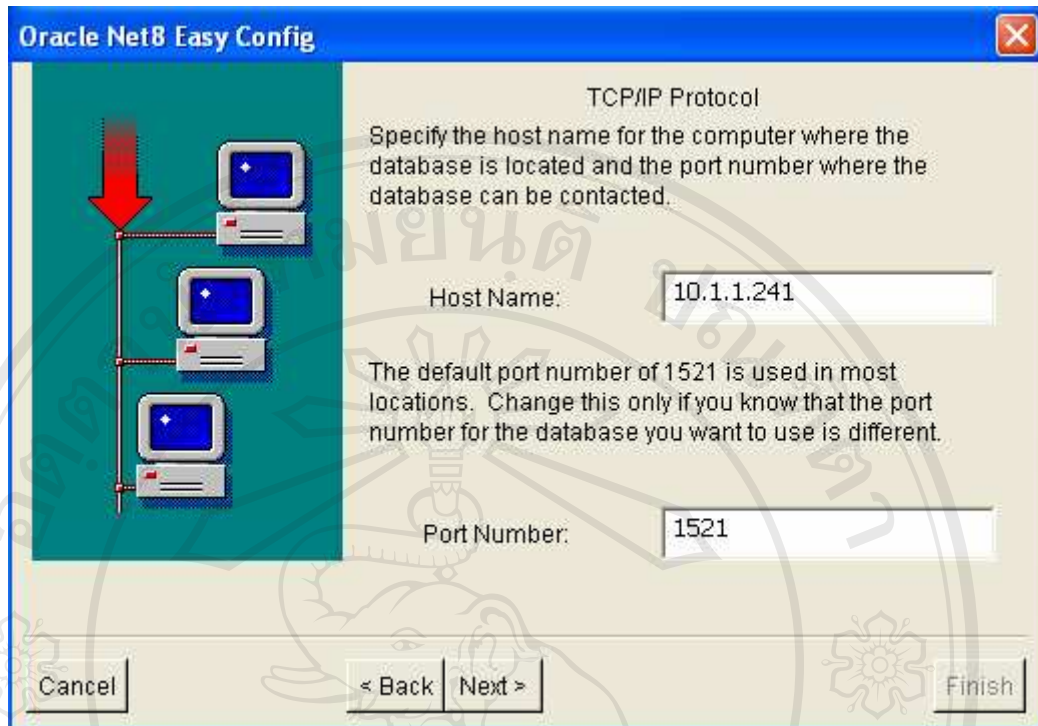 Oracle Net8 Easy Config
TCP/IP Protocol
Specify the host name for the computer where the
database is located and the port number where the
database can be contacted.
Host Name:
10.1.1.241
The default port number of 1521 is used in most
locations.  Change this only if you know that the port
number for the database you want to use is different.
Port Number:
1521
Cancel
< Back
Next >
Finish